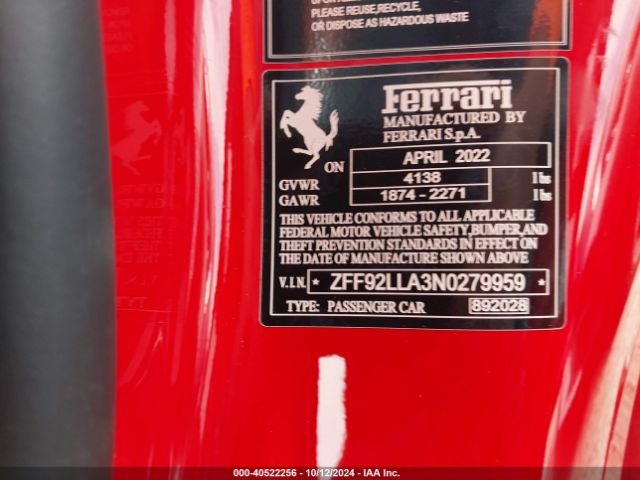 PLEASE REUSE,RECYCLE,
OR DISPOSE AS HAZARDOUS WASTE
Ferrari
MANUFACTURED BY
FERRARI S.p.A.
ON APRIL 2022
GVWR 4138 lbs
GAWR 1874 - 2271 lbs
THIS VEHICLE CONFORMS TO ALL APPLICABLE
FEDERAL MOTOR VEHICLE SAFETY,BUMPER,AND
THEFT PREVENTION STANDARDS IN EFFECT ON
THE DATE OF MANUFACTURE SHOWN ABOVE
V.I.N. * ZFF92LLA3N0279959 *
TYPE: PASSENGER CAR 892028
000-40522256 - 10/12/2024 - IAA Inc.